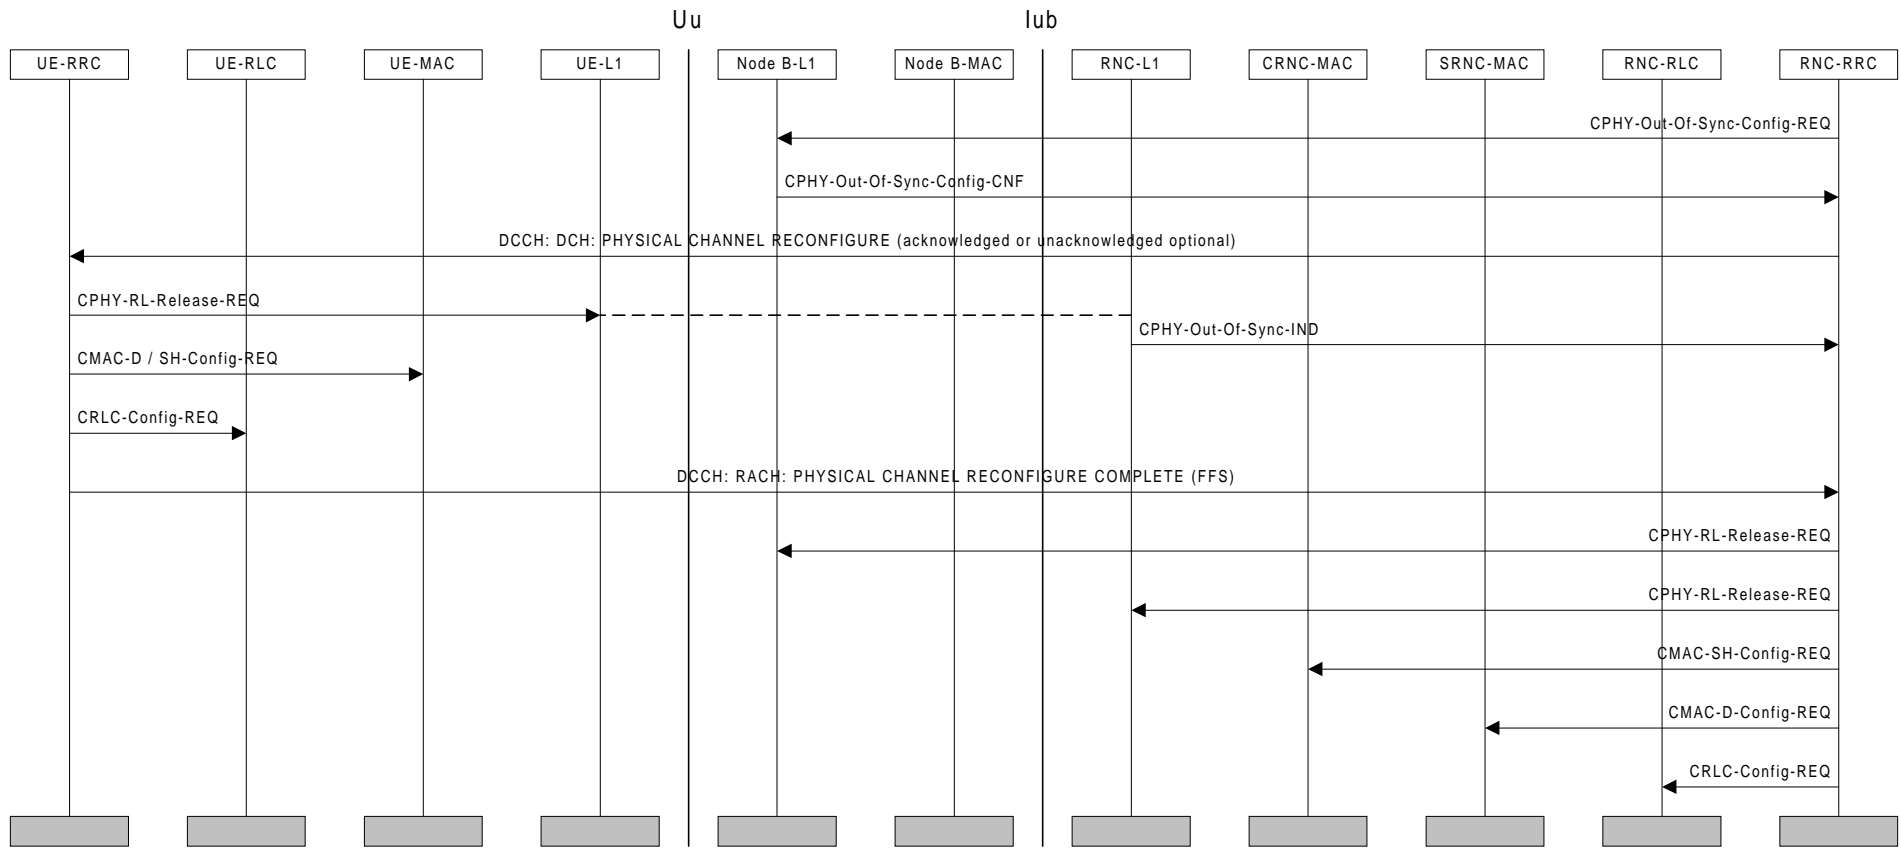 Uu
Iub
UE-RRC
UE-RLC
UE-MAC
UE-L1
Node B-L1
Node B-MAC
RNC-L1
CRNC-MAC
SRNC-MAC
RNC-RLC
RNC-RRC
CPHY-Out-Of-Sync-Config-REQ
CPHY-Out-Of-Sync-Config-CNF
DCCH: DCH: PHYSICAL CHANNEL RECONFIGURE (acknowledged or unacknowledged optional)
CPHY-RL-Release-REQ
CPHY-Out-Of-Sync-IND
CMAC-D / SH-Config-REQ
CRLC-Config-REQ
DCCH: RACH: PHYSICAL CHANNEL RECONFIGURE COMPLETE (FFS)
CPHY-RL-Release-REQ
CPHY-RL-Release-REQ
CMAC-SH-Config-REQ
CMAC-D-Config-REQ
CRLC-Config-REQ